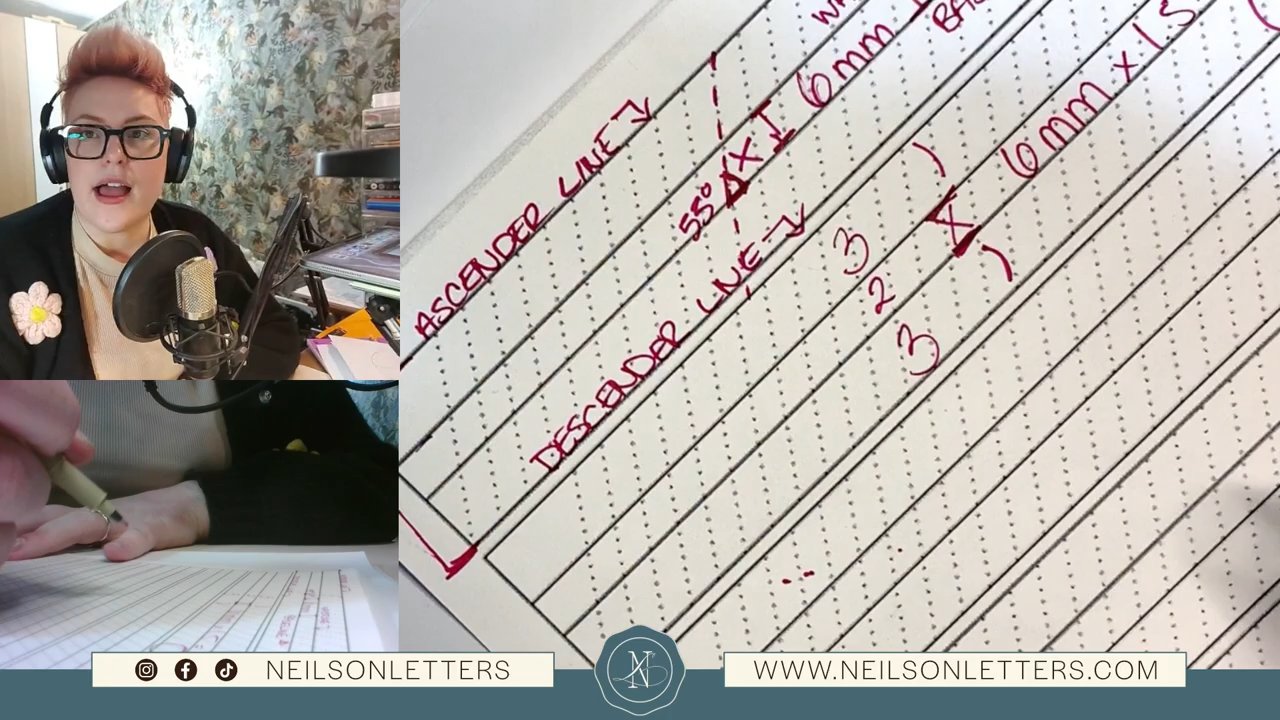 ASCENDER LINE
55° X
6mm
DESCENDER LINE
3
2
3
X
6mm x 1.5
NEILSONLETTERS
N
WWW.NEILSONLETTERS.COM